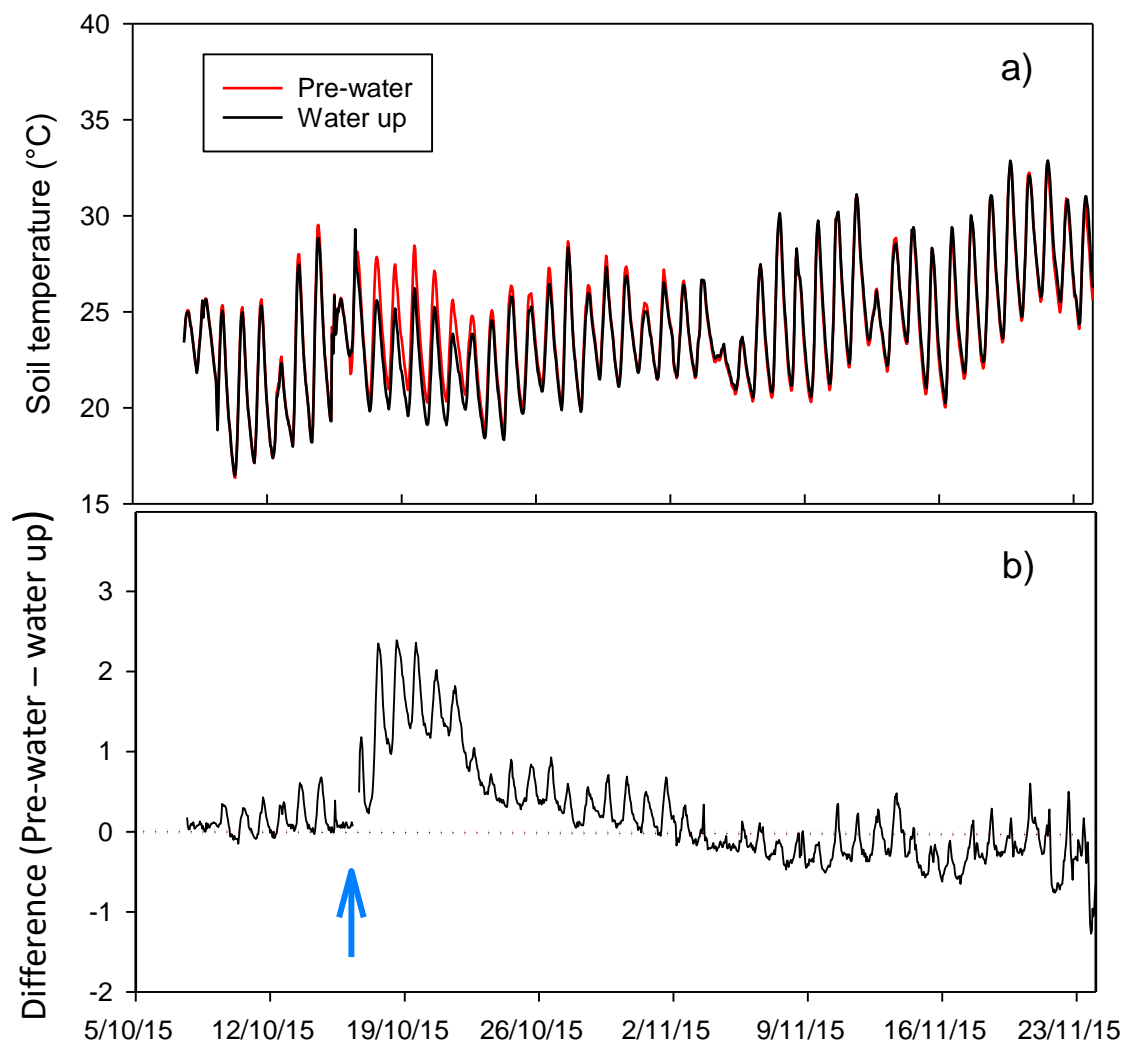 40
35
30
25
20
15
Soil temperature (°C)
Pre-water
Water up
a)
3
2
1
0
-1
-2
Difference (Pre-water – water up)
b)
5/10/15 12/10/15 19/10/15 26/10/15 2/11/15 9/11/15 16/11/15 23/11/15